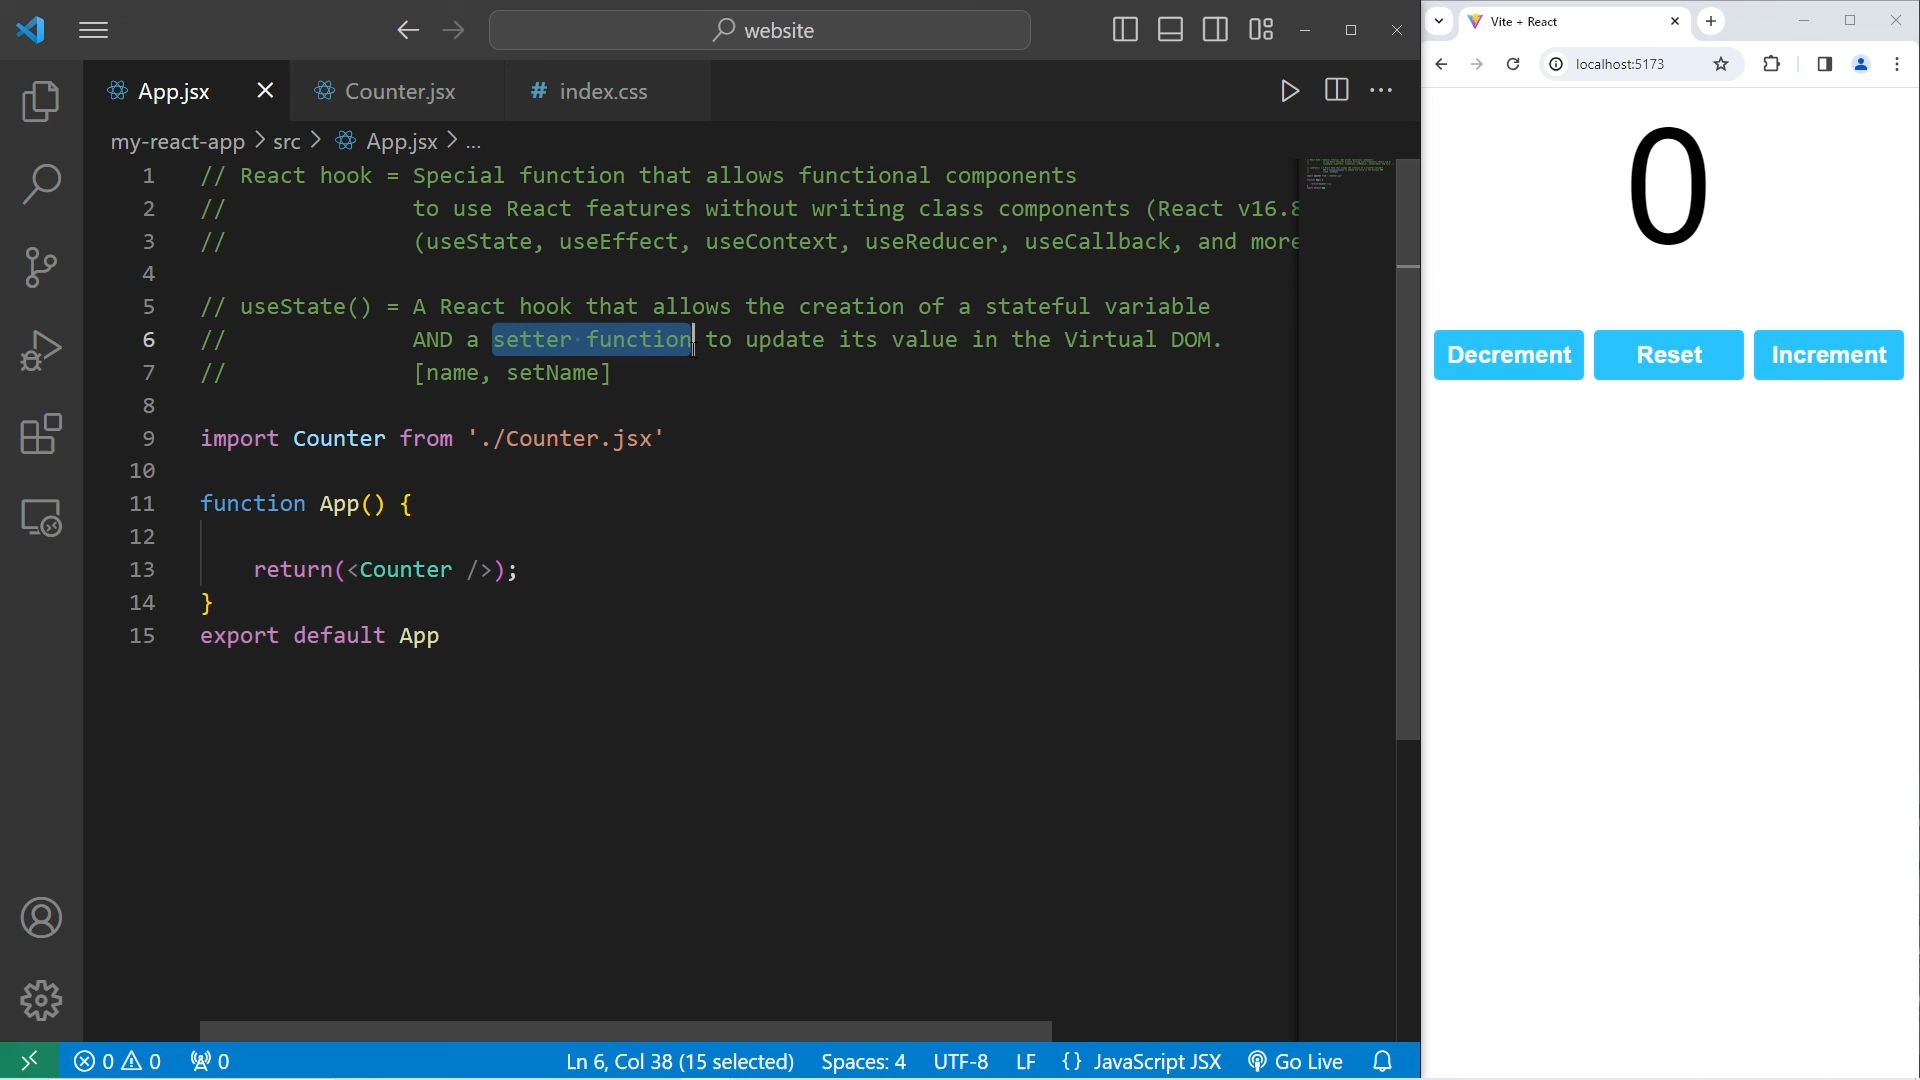 website
Vite + React
localhost:5173
App.jsx
Counter.jsx
# index.css
my-react-app > src > App.jsx > ...
1 // React hook = Special function that allows functional components
2 // to use React features without writing class components (React v16.8
3 // (useState, useEffect, useContext, useReducer, useCallback, and more
4
5 // useState() = A React hook that allows the creation of a stateful variable
6 // AND a setter function to update its value in the Virtual DOM.
7 // [name, setName]
8
9 import Counter from './Counter.jsx'
10
11 function App() {
12
13 return(<Counter />);
14 }
15 export default App
0
Decrement Reset Increment
0 0 0 Ln 6, Col 38 (15 selected) Spaces: 4 UTF-8 LF {} JavaScript JSX Go Live